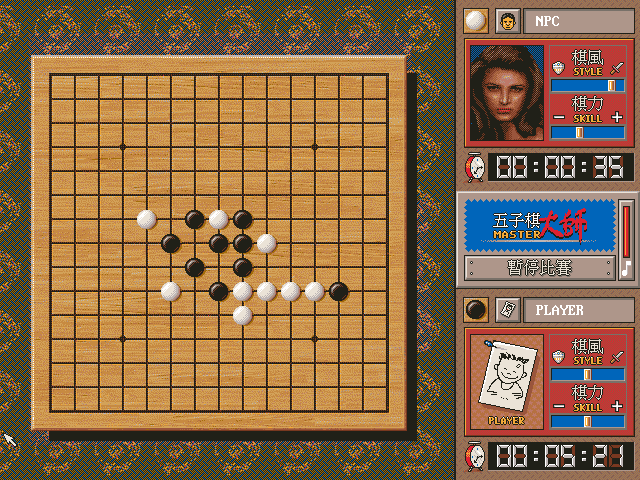 NPC
棋風
STYLE
棋力
SKILL
00:00:35
五子棋大師
MASTER
暫停比賽
PLAYER
棋風
STYLE
棋力
PLAYER
SKILL
00:05:21